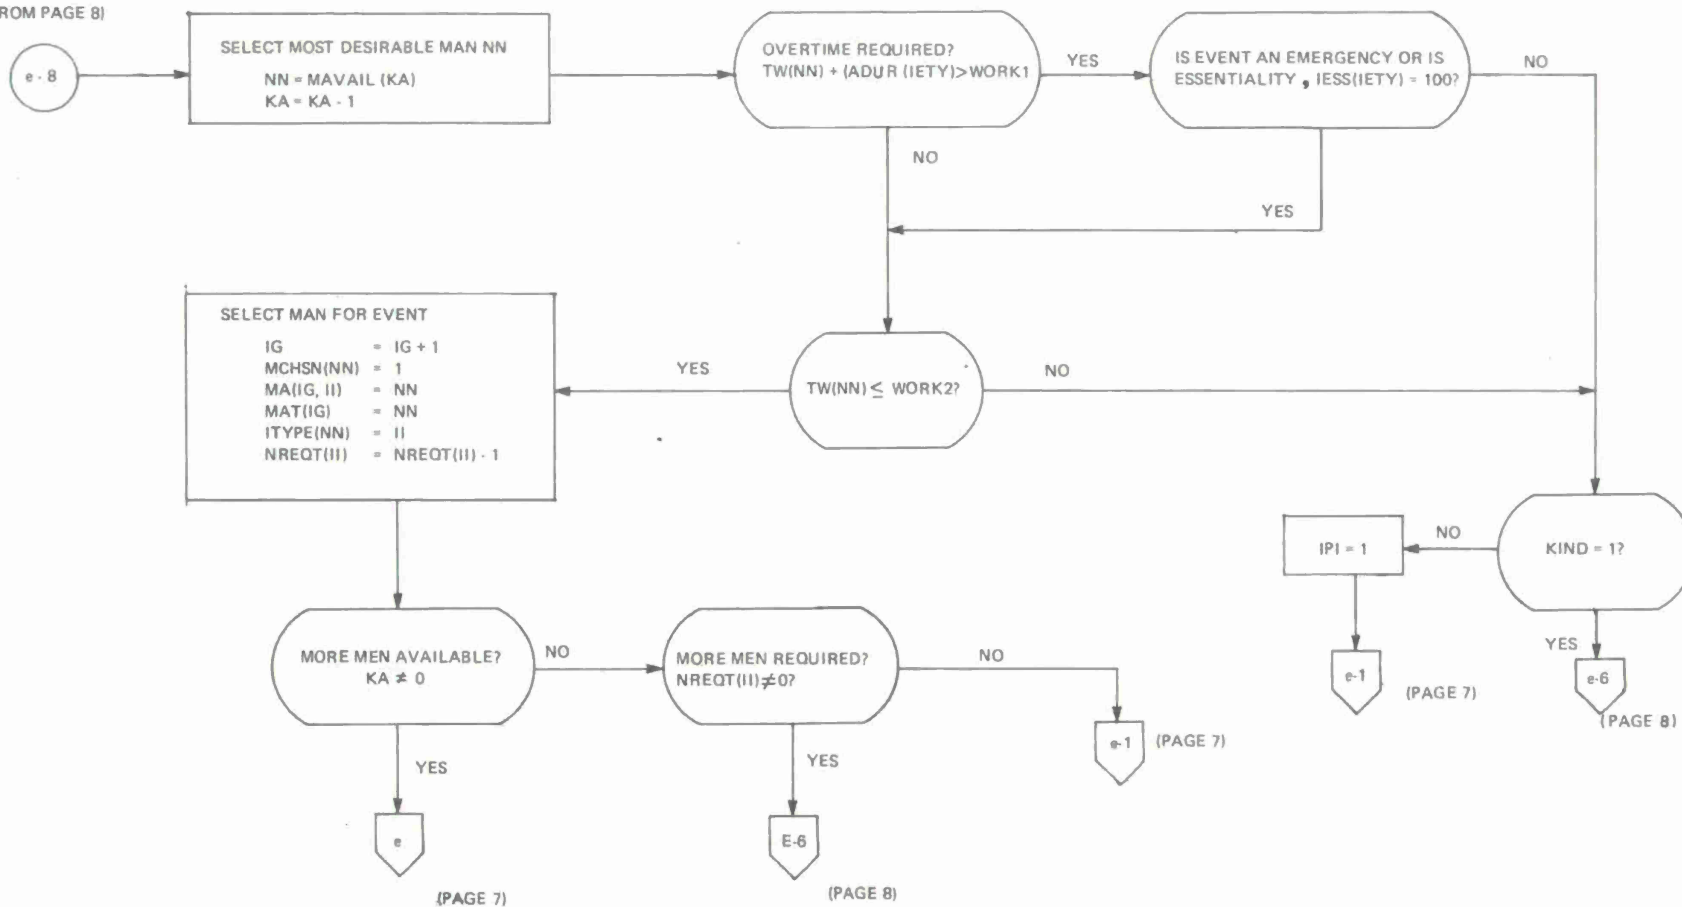 ROM PAGE 8)
e - 8
SELECT MOST DESIRABLE MAN NN
NN = MAVAIL (KA)
KA = KA - 1
OVERTIME REQUIRED?
TW(NN) + (ADUR (IETY)>WORK1
YES
IS EVENT AN EMERGENCY OR IS
ESSENTIALITY , IESS(IETY) = 100?
NO
NO
YES
SELECT MAN FOR EVENT
IG = IG + 1
MCHSN(NN) = 1
MA(IG, II) = NN
MAT(IG) = NN
ITYPE(NN) = II
NREQT(II) = NREQT(II) - 1
YES
TW(NN) ≤ WORK2?
NO
IPI = 1
NO
KIND = 1?
YES
e-1
(PAGE 7)
e-6
(PAGE 8)
MORE MEN AVAILABLE?
KA ≠ 0
NO
MORE MEN REQUIRED?
NREQT(II)≠0?
NO
e-1
(PAGE 7)
YES
YES
e
(PAGE 7)
E-6
(PAGE 8)